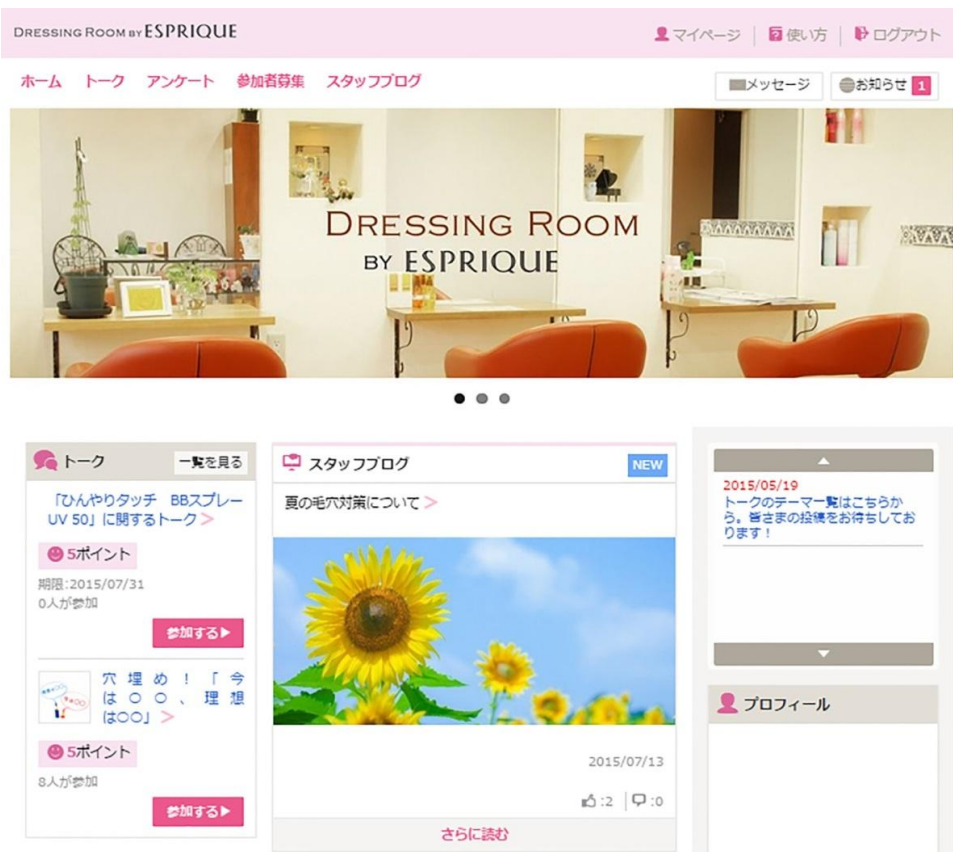 DRESSING ROOM BY ESPRIQUE
マイページ
使い方
ログアウト
ホーム
トーク
アンケート
参加者募集
スタッフブログ
メッセージ
お知らせ 1
DRESSING ROOM
BY ESPRIQUE
トーク
一覧を見る
「ひんやりタッチ BBスプレー
UV 50」に関するトーク >
5ポイント
期限:2015/07/31
0人が参加
参加する▶
穴埋め!「今
は〇〇、理想
は〇〇」 >
5ポイント
8人が参加
参加する▶
スタッフブログ
NEW
夏の毛穴対策について >
2015/07/13
:2
:0
さらに読む
2015/05/19
トークのテーマ一覧はこちらか
ら。皆さまの投稿をお待ちしてお
ります!
プロフィール